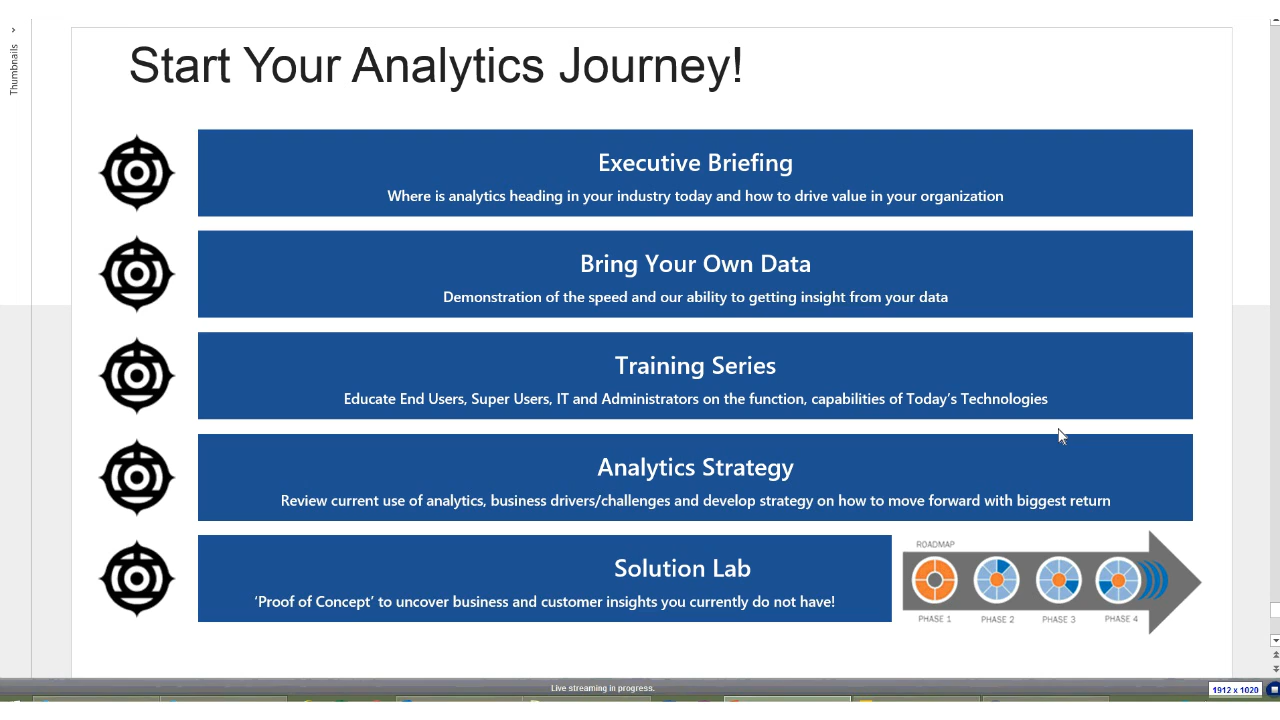 Thumbnails
Start Your Analytics Journey!
Executive Briefing
Where is analytics heading in your industry today and how to drive value in your organization
Bring Your Own Data
Demonstration of the speed and our ability to getting insight from your data
Training Series
Educate End Users, Super Users, IT and Administrators on the function, capabilities of Today’s Technologies
Analytics Strategy
Review current use of analytics, business drivers/challenges and develop strategy on how to move forward with biggest return
Solution Lab
‘Proof of Concept’ to uncover business and customer insights you currently do not have!
ROADMAP
PHASE 1 PHASE 2 PHASE 3 PHASE 4
Live streaming in progress.
1912 x 1020